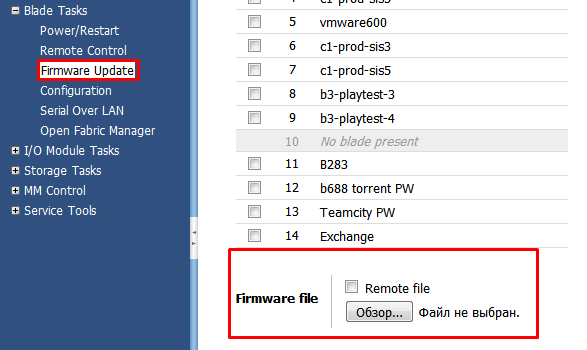 Blade Tasks
Power/Restart
Remote Control
Firmware Update
Configuration
Serial Over LAN
Open Fabric Manager
I/O Module Tasks
Storage Tasks
MM Control
Service Tools
5 vmware600
6 c1-prod-sis3
7 c1-prod-sis5
8 b3-playtest-3
9 b3-playtest-4
10 No blade present
11 B283
12 b688 torrent PW
13 Teamcity PW
14 Exchange
Firmware file
Remote file
Обзор... Файл не выбран.